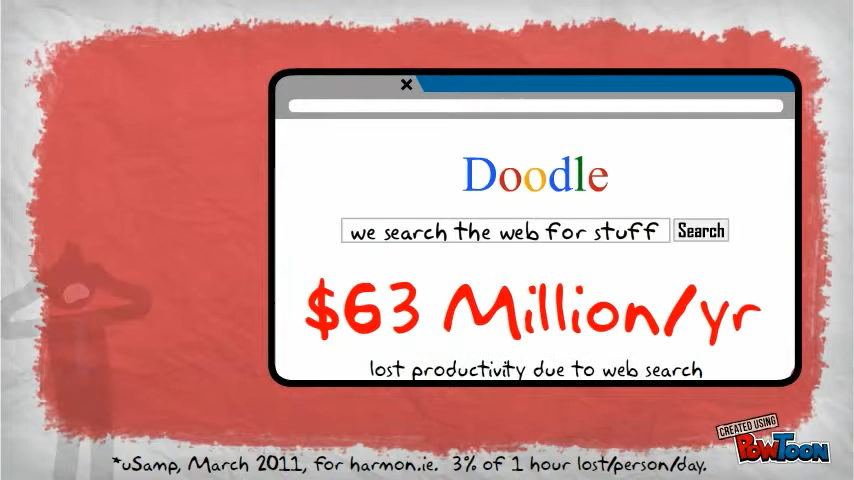 x
Doodle
we search the web for stuff Search
$63 Million/yr
lost productivity due to web search
CREATED USING
POWTOON
*uSamp, March 2011, for harmon.ie. 3% of 1 hour lost/person/day.